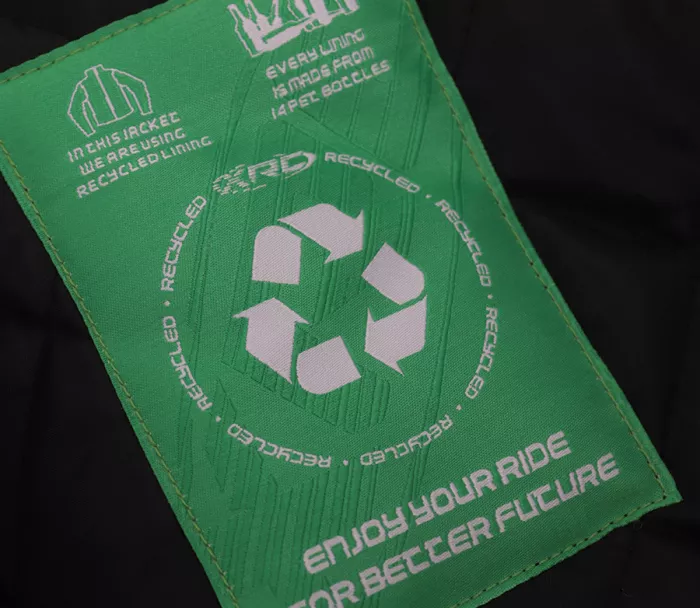 IN THIS JACKET
WE ARE USING
RECYCLED LINING
EVERY LINING
IS MADE FROM
14 PET BOTTLES
XRD RECYCLED · RECYCLED · RECYCLED · RECYCLED · RECYCLED · RECYCLED · RECYCLED
ENJOY YOUR RIDE
FOR BETTER FUTURE